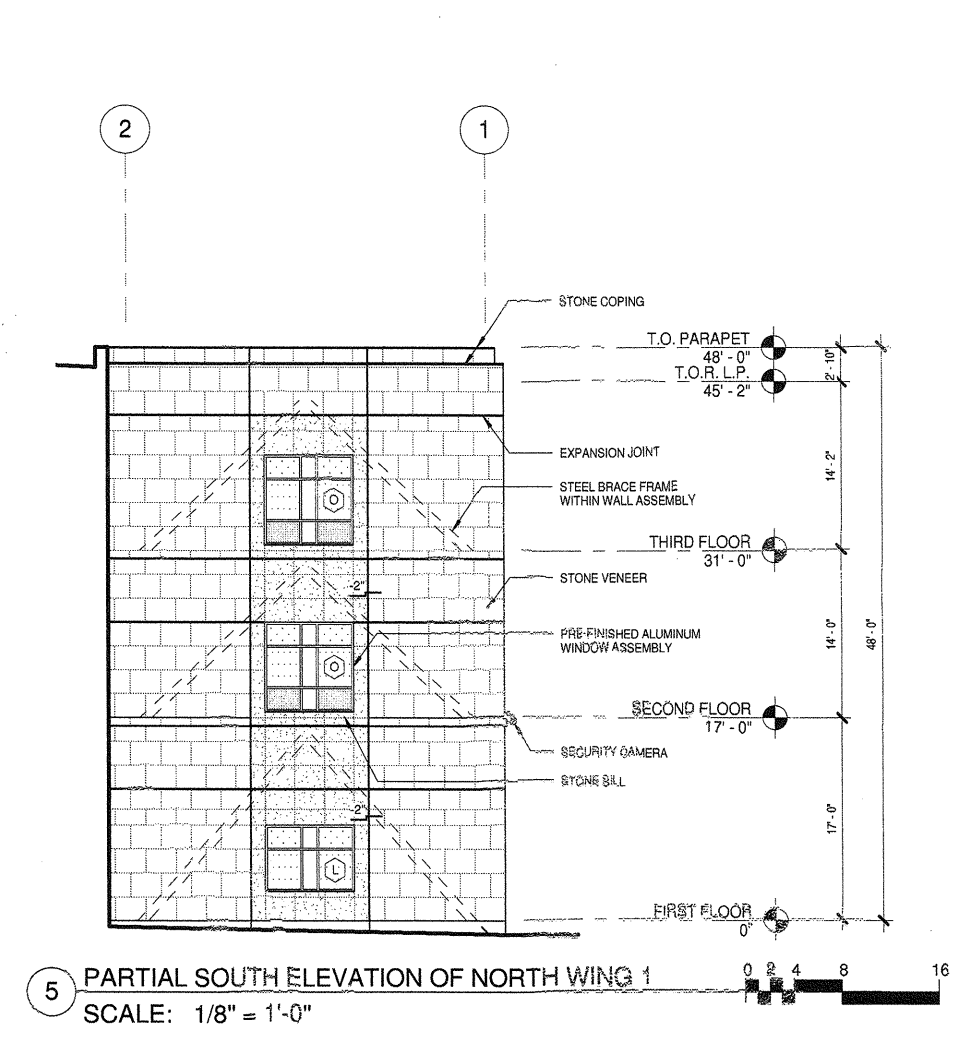 2
1
STONE COPING
T.O. PARAPET
48' - 0"
T.O.R. L.P.
45' - 2"
2'- 10"
EXPANSION JOINT
14' - 2"
STEEL BRACE FRAME
WITHIN WALL ASSEMBLY
O
THIRD FLOOR
31' - 0"
STONE VENEER
-2"
PRE-FINISHED ALUMINUM
WINDOW ASSEMBLY
14' - 0"
48' - 0"
O
SECOND FLOOR
17' - 0"
SECURITY CAMERA
STONE SILL
-2"
17' - 0"
L
FIRST FLOOR
0"
5
PARTIAL SOUTH ELEVATION OF NORTH WING 1
SCALE: 1/8" = 1'-0"
0 2 4 8 16